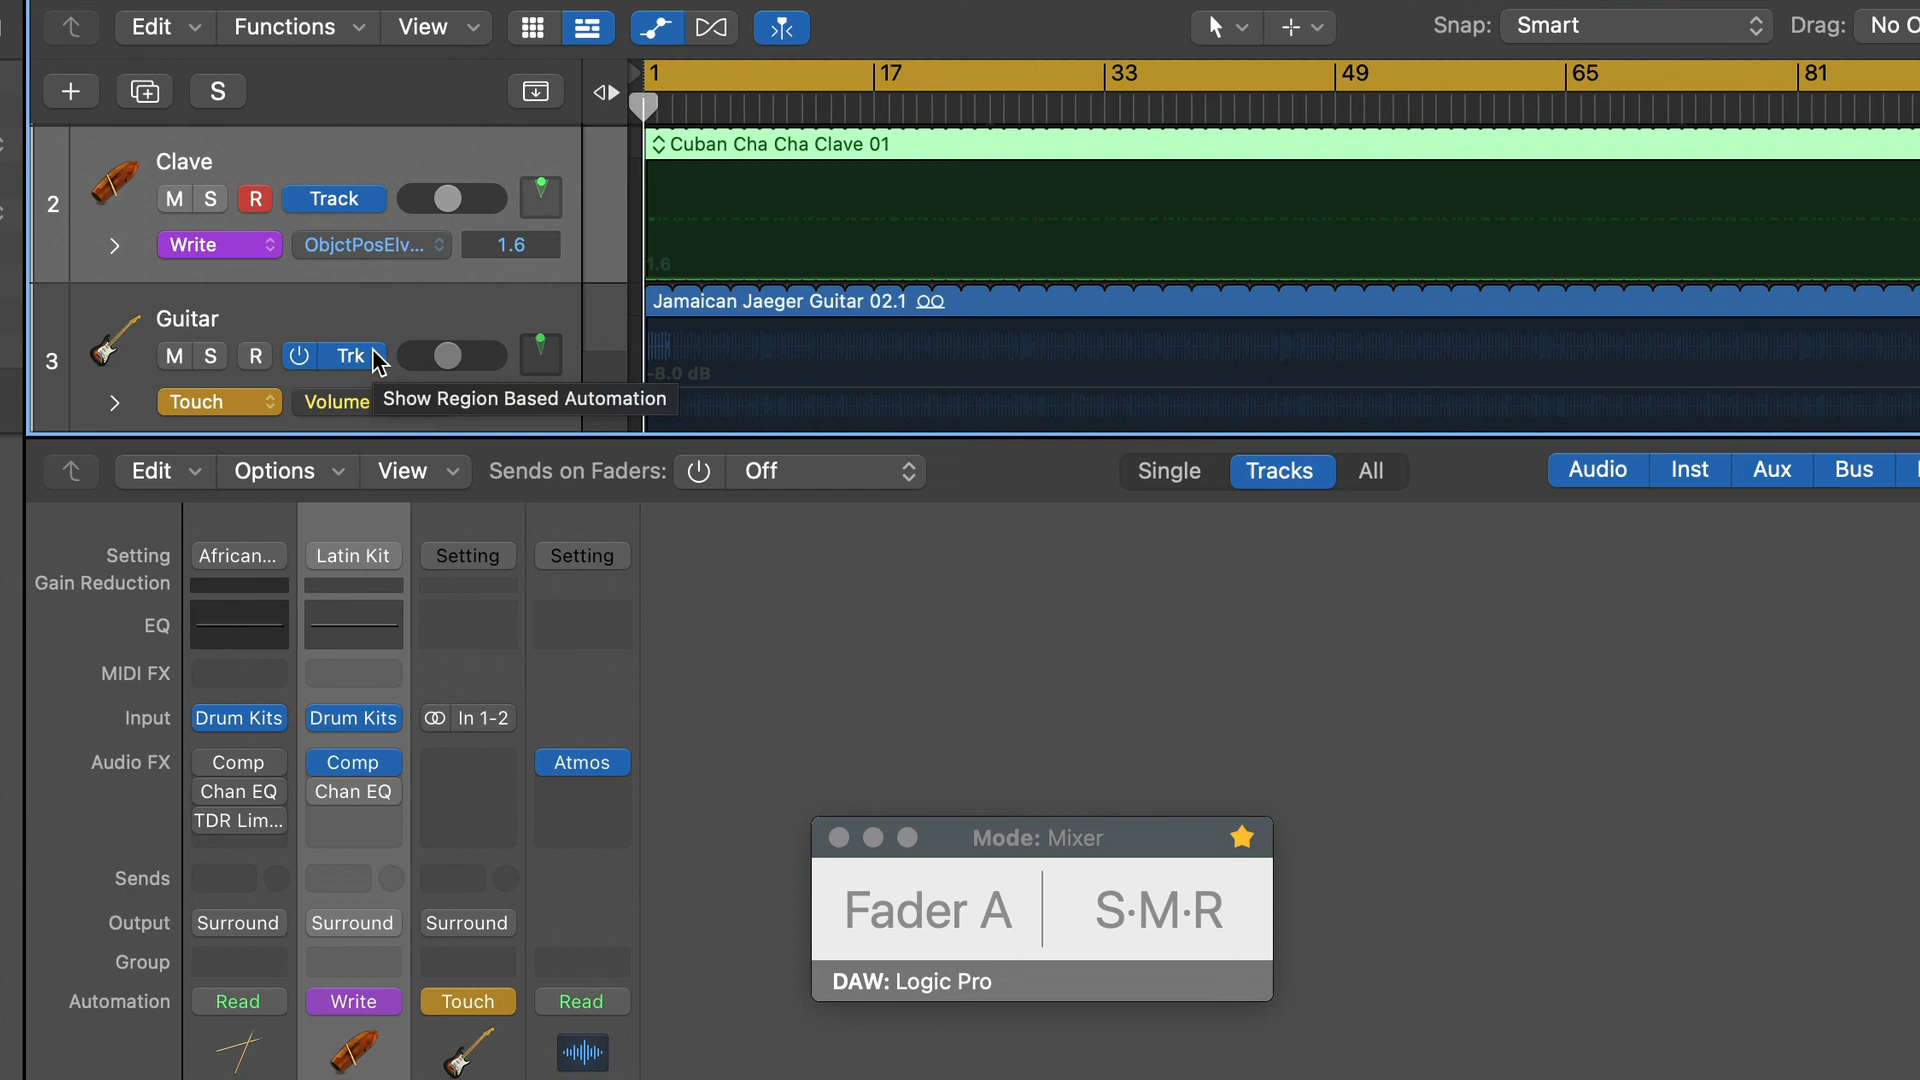 Edit Functions View Snap: Smart Drag: No O
+ S 1 17 33 49 65 81
Cuban Cha Cha Clave 01
2 Clave
M S R Track
Write ObjctPosElv... 1.6
1.6
Jamaican Jaeger Guitar 02.1
3 Guitar
M S R Trk
-8.0 dB
Touch Volume Show Region Based Automation
Edit Options View Sends on Faders: Off Single Tracks All Audio Inst Aux Bus
Setting African... Latin Kit Setting Setting
Gain Reduction
EQ
MIDI FX
Input Drum Kits Drum Kits In 1-2
Audio FX Comp Comp Atmos
Chan EQ Chan EQ
TDR Lim...
Sends
Output Surround Surround Surround
Group
Automation Read Write Touch Read
Mode: Mixer
Fader A S·M·R
DAW: Logic Pro